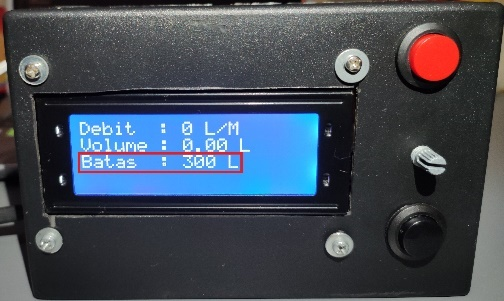 Debit : 0 L/M
Volume : 0.00 L
Batas : 300 L